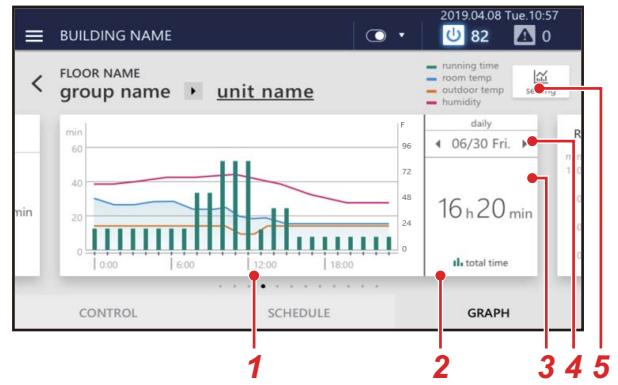 2019.04.08 Tue.10:57
BUILDING NAME
82
0
FLOOR NAME
group name
unit name
running time
room temp
outdoor temp
humidity
min
60
40
20
0
F
96
72
48
24
0
0:00
6:00
12:00
18:00
daily
06/30 Fri.
16 h 20 min
total time
min
R
CONTROL
SCHEDULE
GRAPH
1
2
3
4
5